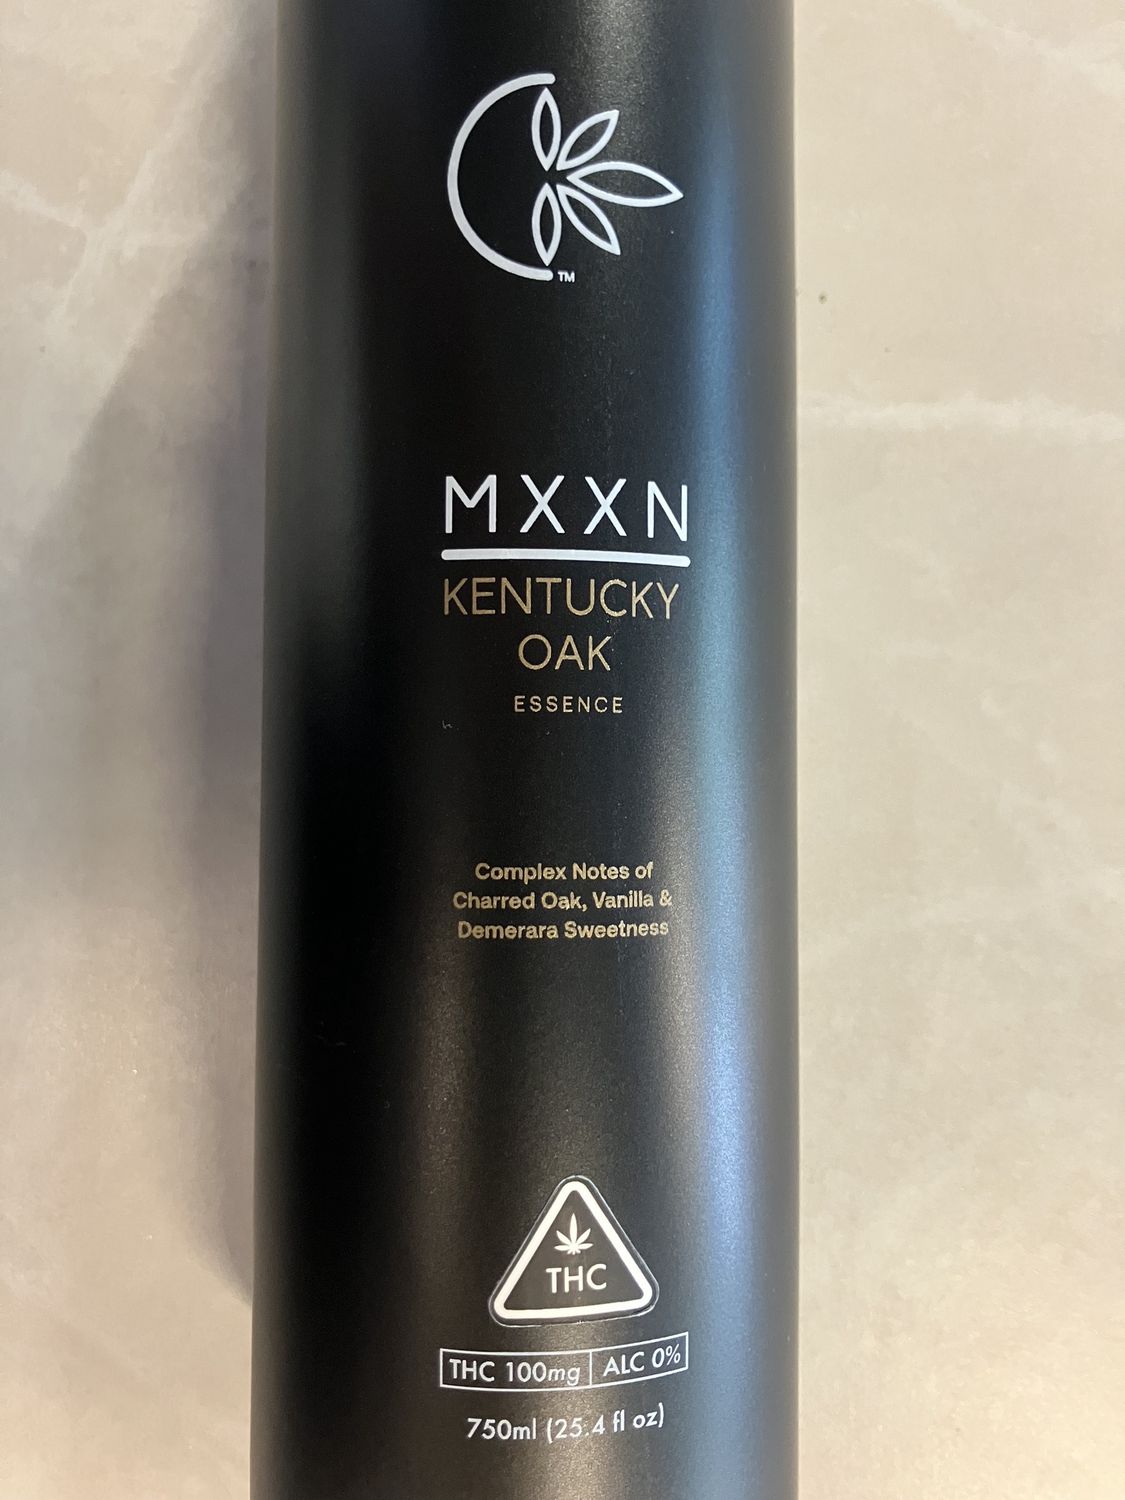 TM
MXXN
KENTUCKY
OAK
ESSENCE
Complex Notes of
Charred Oak, Vanilla &
Demerara Sweetness
THC
THC 100mg | ALC 0%
750ml (25.4 fl oz)